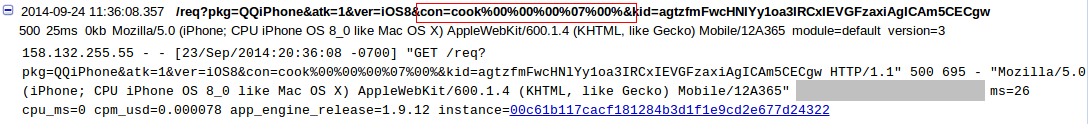 2014-09-24 11:36:08.357 /req?pkg=QQiPhone&atk=1&ver=iOS8&con=cook%00%00%00%07%00%&kid=agtzfmFwcHNlYy1oa3IRCxIEVGFzaxiAgICAm5CECgw
500 25ms 0kb Mozilla/5.0 (iPhone; CPU iPhone OS 8_0 like Mac OS X) AppleWebKit/600.1.4 (KHTML, like Gecko) Mobile/12A365 module=default version=3
158.132.255.55 - - [23/Sep/2014:20:36:08 -0700] "GET /req?
pkg=QQiPhone&atk=1&ver=iOS8&con=cook%00%00%00%07%00%&kid=agtzfmFwcHNlYy1oa3IRCxIEVGFzaxiAgICAm5CECgw HTTP/1.1" 500 695 - "Mozilla/5.0
(iPhone; CPU iPhone OS 8_0 like Mac OS X) AppleWebKit/600.1.4 (KHTML, like Gecko) Mobile/12A365" ms=26
cpu_ms=0 cpm_usd=0.000078 app_engine_release=1.9.12 instance=00c61b117cacf181284b3d1f1e9cd2e677d24322